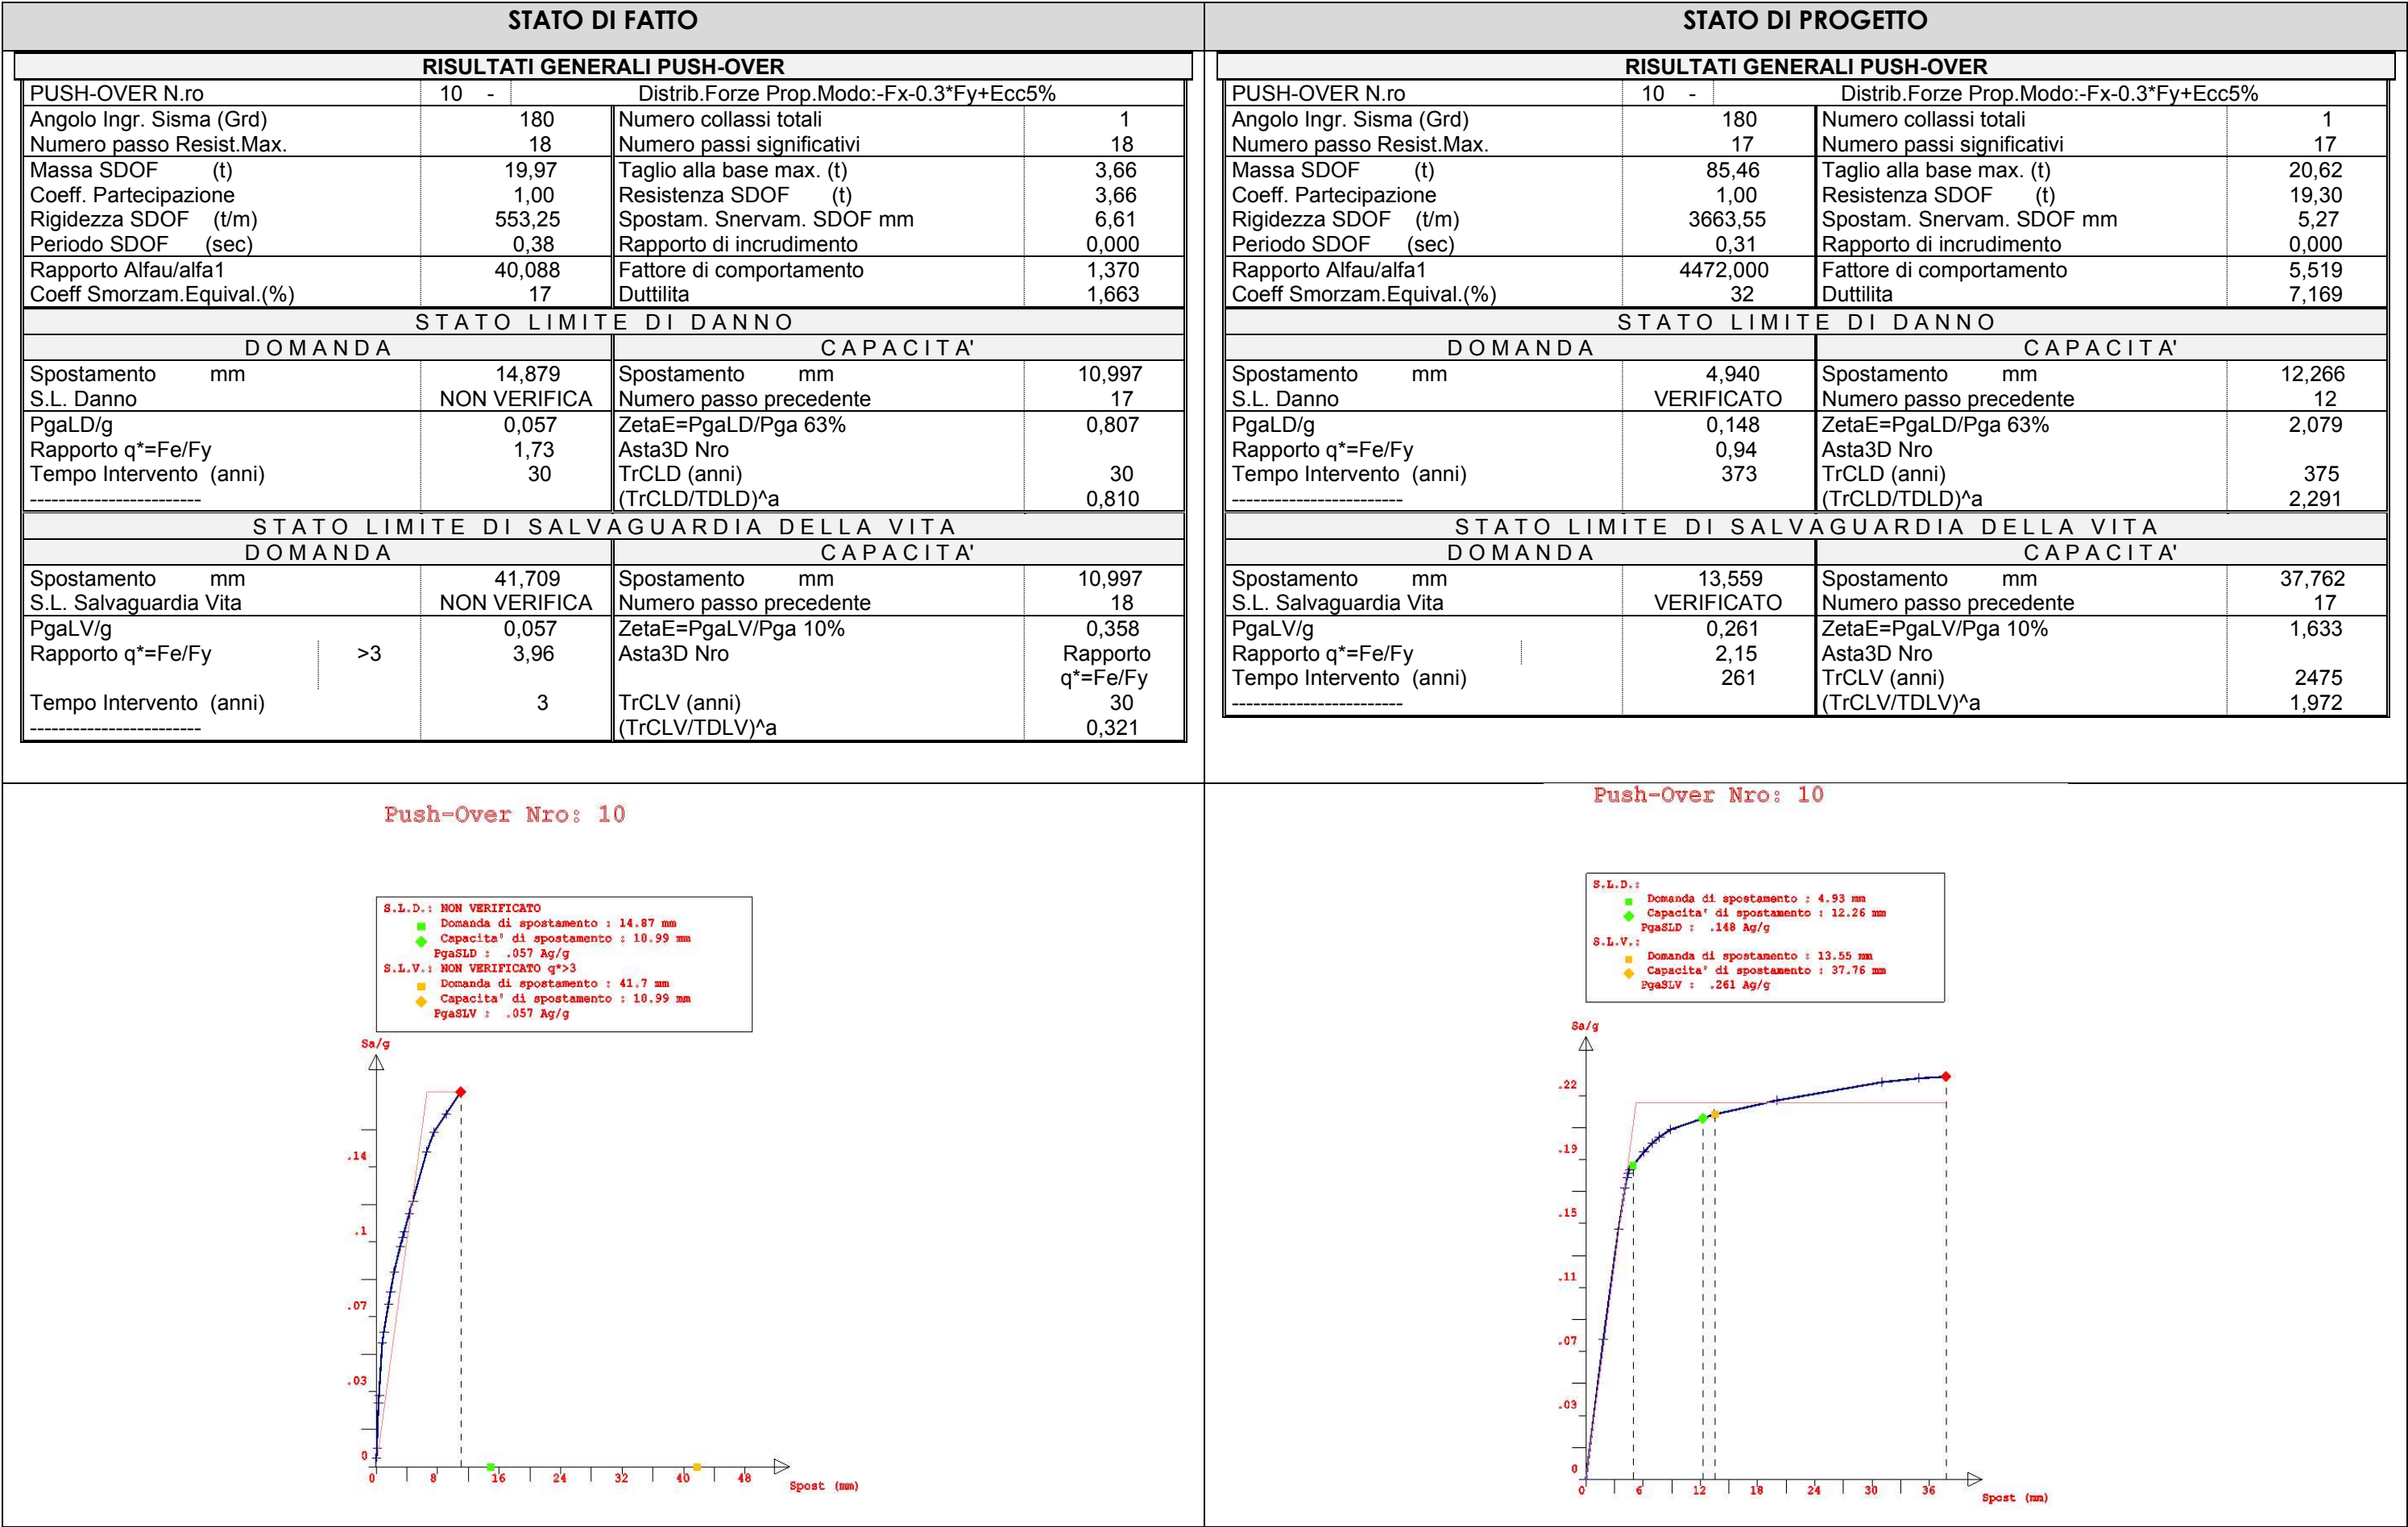 STATO DI FATTO
RISULTATI GENERALI PUSH-OVER
PUSH-OVER N.ro 10 - Distrib.Forze Prop.Modo:-Fx-0.3*Fy+Ecc5%
Angolo Ingr. Sisma (Grd) 180 Numero collassi totali 1
Numero passo Resist.Max. 18 Numero passi significativi 18
Massa SDOF (t) 19,97 Taglio alla base max. (t) 3,66
Coeff. Partecipazione 1,00 Resistenza SDOF (t) 3,66
Rigidezza SDOF (t/m) 553,25 Spostam. Snervam. SDOF mm 6,61
Periodo SDOF (sec) 0,38 Rapporto di incrudimento 0,000
Rapporto Alfau/alfa1 40,088 Fattore di comportamento 1,370
Coeff Smorzam.Equival.(%) 17 Duttilita 1,663
STATO LIMITE DI DANNO
DOMANDA CAPACITA'
Spostamento mm 14,879 Spostamento mm 10,997
S.L. Danno NON VERIFICA Numero passo precedente 17
PgaLD/g 0,057 ZetaE=PgaLD/Pga 63% 0,807
Rapporto q*=Fe/Fy 1,73 Asta3D Nro
Tempo Intervento (anni) 30 TrCLD (anni) 30
------------------------ (TrCLD/TDLD)^a 0,810
STATO LIMITE DI SALVAGUARDIA DELLA VITA
DOMANDA CAPACITA'
Spostamento mm 41,709 Spostamento mm 10,997
S.L. Salvaguardia Vita NON VERIFICA Numero passo precedente 18
PgaLV/g 0,057 ZetaE=PgaLV/Pga 10% 0,358
Rapporto q*=Fe/Fy >3 3,96 Asta3D Nro Rapporto
q*=Fe/Fy
Tempo Intervento (anni) 3 TrCLV (anni) 30
------------------------ (TrCLV/TDLV)^a 0,321
Push-Over Nro: 10
S.L.D.: NON VERIFICATO
Domanda di spostamento : 14.87 mm
Capacita' di spostamento : 10.99 mm
PgaSLD : .057 Ag/g
S.L.V.: NON VERIFICATO q*>3
Domanda di spostamento : 41.7 mm
Capacita' di spostamento : 10.99 mm
PgaSLV : .057 Ag/g
Sa/g
.14
.1
.07
.03
0
0 8 16 24 32 40 48
Spost (mm)
STATO DI PROGETTO
RISULTATI GENERALI PUSH-OVER
PUSH-OVER N.ro 10 - Distrib.Forze Prop.Modo:-Fx-0.3*Fy+Ecc5%
Angolo Ingr. Sisma (Grd) 180 Numero collassi totali 1
Numero passo Resist.Max. 17 Numero passi significativi 17
Massa SDOF (t) 85,46 Taglio alla base max. (t) 20,62
Coeff. Partecipazione 1,00 Resistenza SDOF (t) 19,30
Rigidezza SDOF (t/m) 3663,55 Spostam. Snervam. SDOF mm 5,27
Periodo SDOF (sec) 0,31 Rapporto di incrudimento 0,000
Rapporto Alfau/alfa1 4472,000 Fattore di comportamento 5,519
Coeff Smorzam.Equival.(%) 32 Duttilita 7,169
STATO LIMITE DI DANNO
DOMANDA CAPACITA'
Spostamento mm 4,940 Spostamento mm 12,266
S.L. Danno VERIFICATO Numero passo precedente 12
PgaLD/g 0,148 ZetaE=PgaLD/Pga 63% 2,079
Rapporto q*=Fe/Fy 0,94 Asta3D Nro
Tempo Intervento (anni) 373 TrCLD (anni) 375
------------------------ (TrCLD/TDLD)^a 2,291
STATO LIMITE DI SALVAGUARDIA DELLA VITA
DOMANDA CAPACITA'
Spostamento mm 13,559 Spostamento mm 37,762
S.L. Salvaguardia Vita VERIFICATO Numero passo precedente 17
PgaLV/g 0,261 ZetaE=PgaLV/Pga 10% 1,633
Rapporto q*=Fe/Fy 2,15 Asta3D Nro
Tempo Intervento (anni) 261 TrCLV (anni) 2475
------------------------ (TrCLV/TDLV)^a 1,972
Push-Over Nro: 10
S.L.D.:
Domanda di spostamento : 4.93 mm
Capacita' di spostamento : 12.26 mm
PgaSLD : .148 Ag/g
S.L.V.:
Domanda di spostamento : 13.55 mm
Capacita' di spostamento : 37.76 mm
PgaSLV : .261 Ag/g
Sa/g
.22
.19
.15
.11
.07
.03
0
0 6 12 18 24 30 36
Spost (mm)